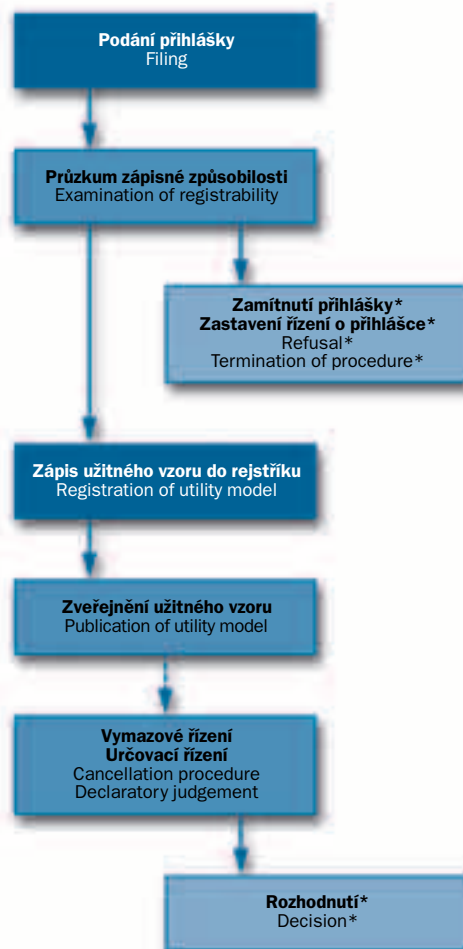 Podání přihlášky
Filing
Průzkum zápisné způsobilosti
Examination of registrability
Zamítnutí přihlášky*
Zastavení řízení o přihlášce*
Refusal*
Termination of procedure*
Zápis užitného vzoru do rejstříku
Registration of utility model
Zveřejnění užitného vzoru
Publication of utility model
Vymazové řízení
Určovací řízení
Cancellation procedure
Declaratory judgement
Rozhodnutí*
Decision*